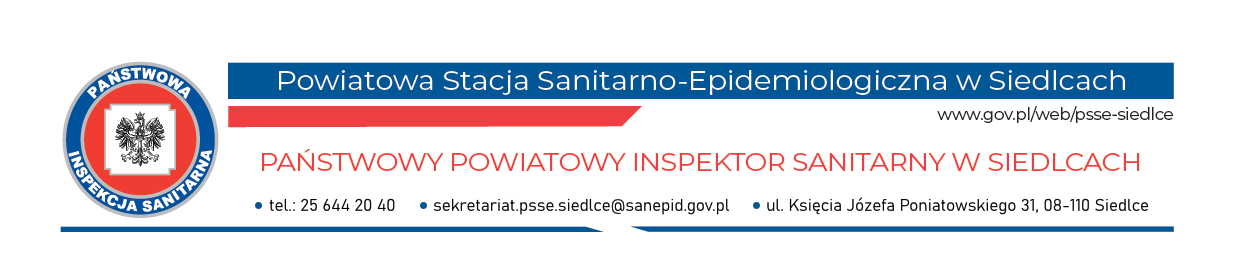 PAŃSTWOWA
INSPEKCJA SANITARNA
Powiatowa Stacja Sanitarno-Epidemiologiczna w Siedlcach
www.gov.pl/web/psse-siedlce
PAŃSTWOWY POWIATOWY INSPEKTOR SANITARNY W SIEDLCACH
• tel.: 25 644 20 40 • sekretariat.psse.siedlce@sanepid.gov.pl • ul. Księcia Józefa Poniatowskiego 31, 08-110 Siedlce